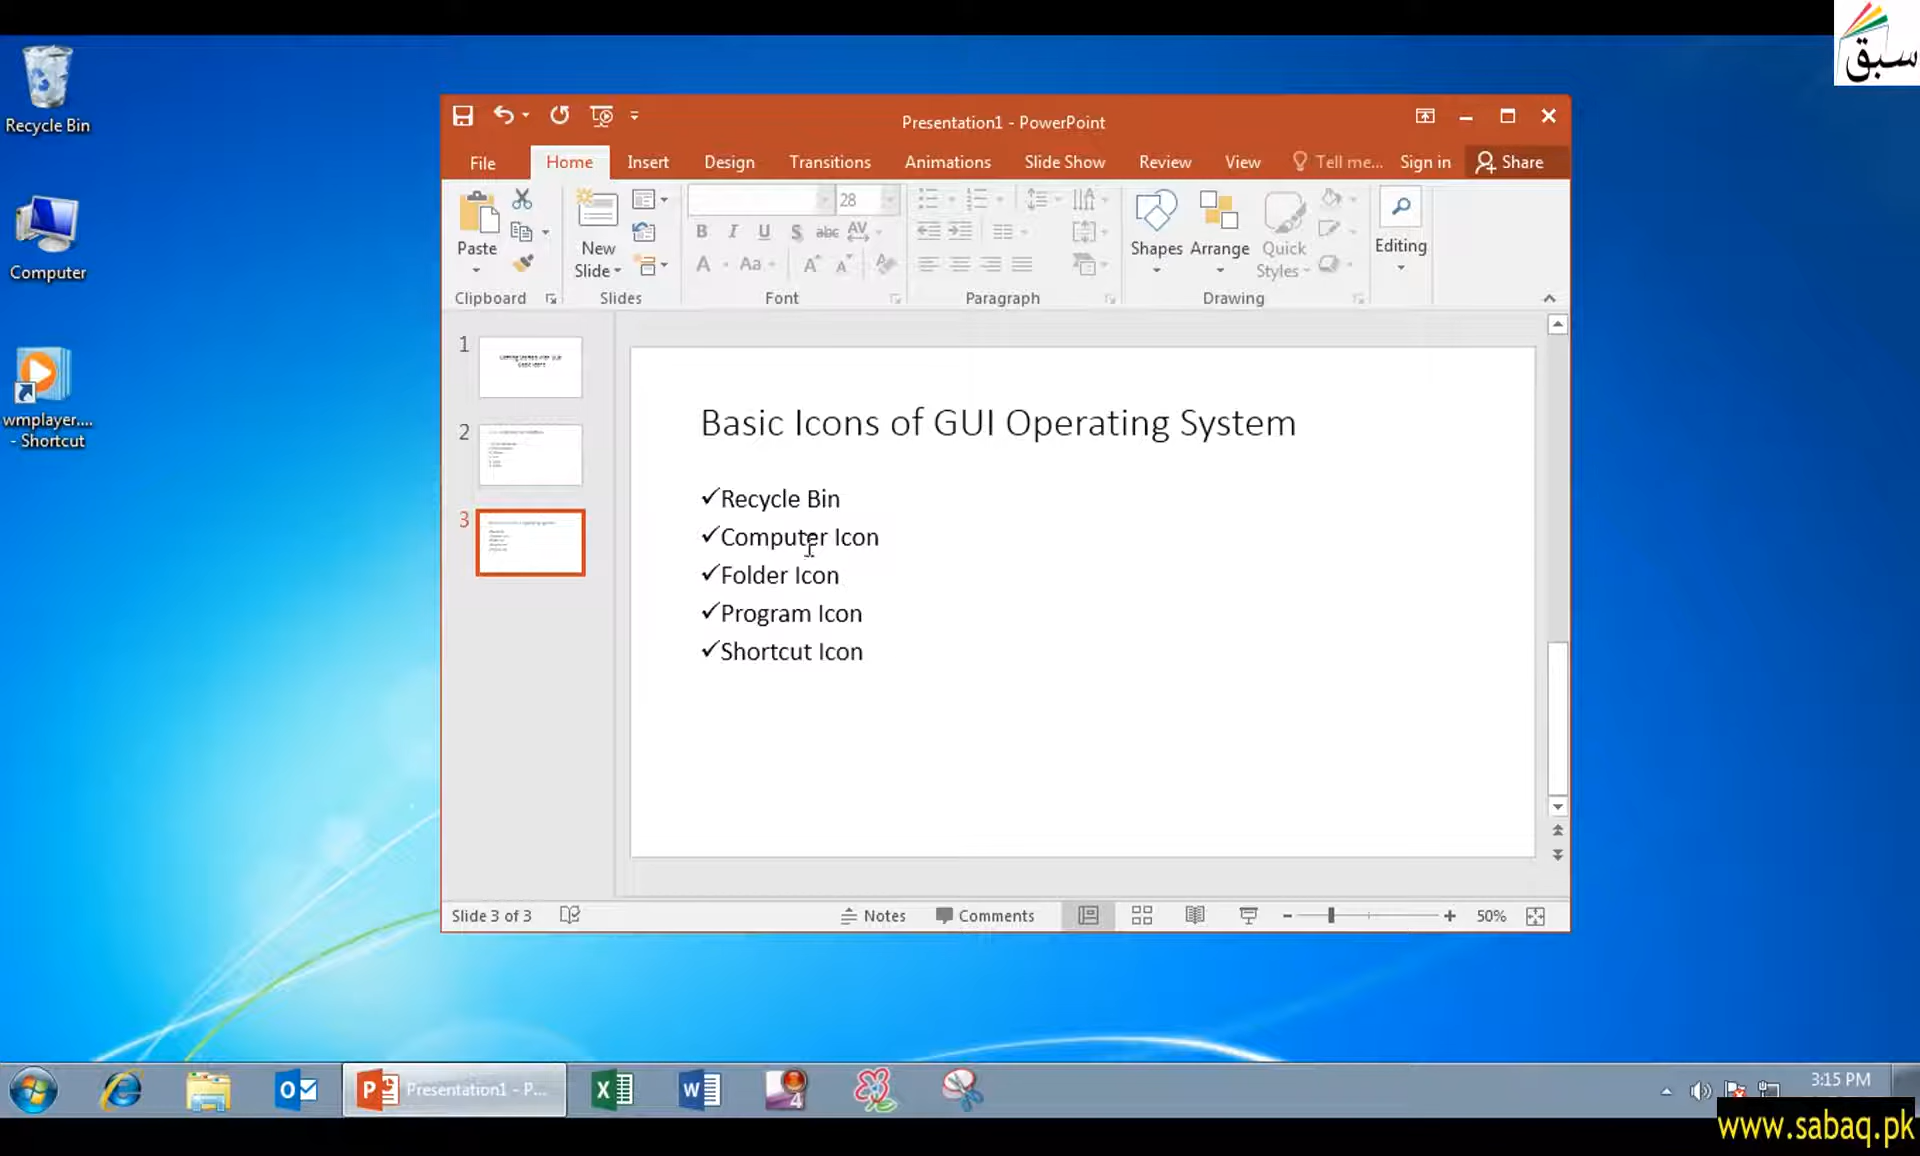 سبق
Recycle Bin
Computer
wmplayer....
- Shortcut
Presentation1 - PowerPoint
File Home Insert Design Transitions Animations Slide Show Review View Tell me... Sign in Share
Paste
New
Slide
28
B I U S abc AV
A Aa A A
Shapes Arrange Quick
Styles
Editing
Clipboard Slides Font Paragraph Drawing
1
2
3
Basic Icons of GUI Operating System
✓Recycle Bin
✓Computer Icon
✓Folder Icon
✓Program Icon
✓Shortcut Icon
Slide 3 of 3 Notes Comments 50%
Presentation1 - P...
3:15 PM
www.sabaq.pk